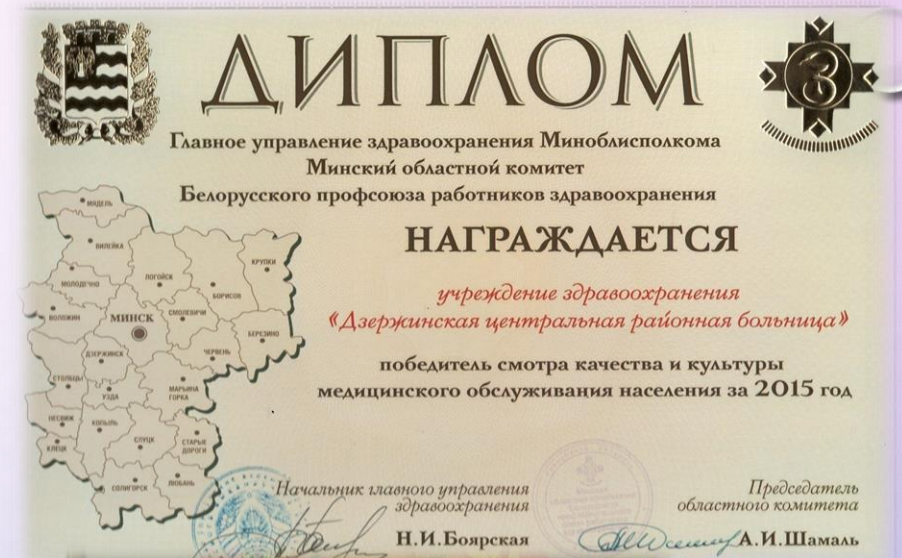 ДИПЛОМ
Главное управление здравоохранения Миноблисполкома
Минский областной комитет
Белорусского профсоюза работников здравоохранения
НАГРАЖДАЕТСЯ
учреждение здравоохранения
«Дзержинская центральная районная больница»
победитель смотра качества и культуры
медицинского обслуживания населения за 2015 год
МЯДЕЛЬ
ВИЛЕЙКА
КРУПКИ
МОЛОДЕЧНО
ЛОГОЙСК
БОРИСОВ
ВОЛОЖИН
МИНСК
СМОЛЕВИЧИ
БЕРЕЗИНО
ДЗЕРЖИНСК
ЧЕРВЕНЬ
СТОЛБЦЫ
УЗДА
МАРЬИНА
ГОРКА
НЕСВИЖ
КОПЫЛЬ
КЛЕЦК
СЛУЦК
СТАРЫЕ
ДОРОГИ
СОЛИГОРСК
ЛЮБАНЬ
Начальник главного управления
здравоохранения
Н.И.Боярская
Председатель
областного комитета
А.И.Шамаль